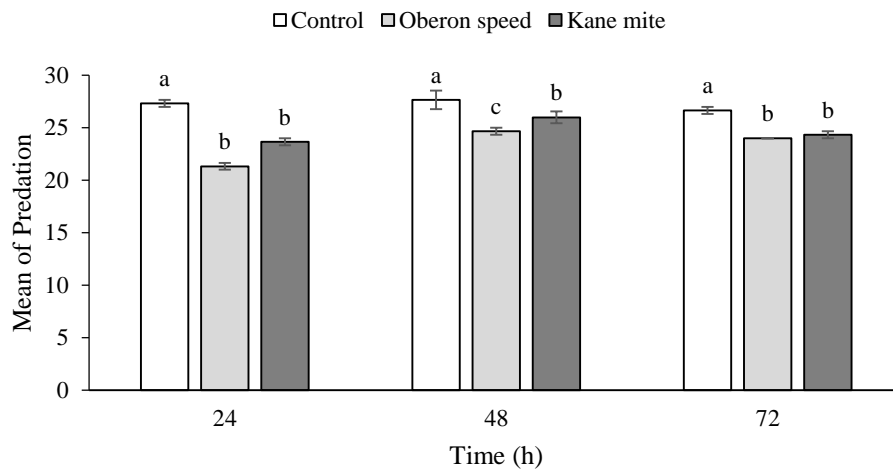 Control Oberon speed Kane mite
30
25
20
15
10
5
0
Mean of Predation
a
b
b
a
c
b
a
b
b
24 48 72
Time (h)